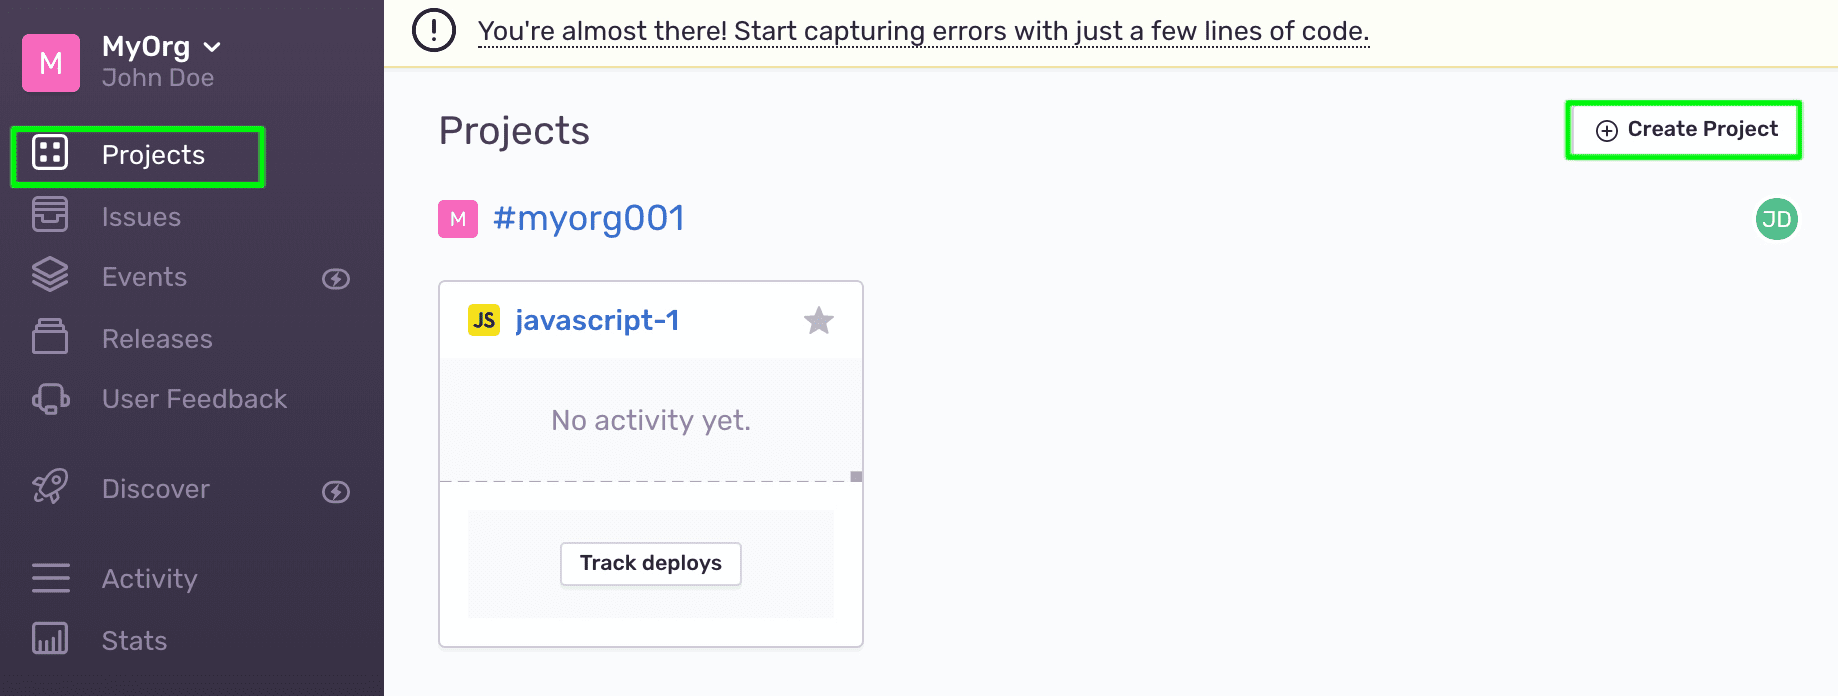 M
MyOrg
John Doe
Projects
Issues
Events
Releases
User Feedback
Discover
Activity
Stats
You're almost there! Start capturing errors with just a few lines of code.
Projects
Create Project
M #myorg001
JD
JS javascript-1
No activity yet.
Track deploys